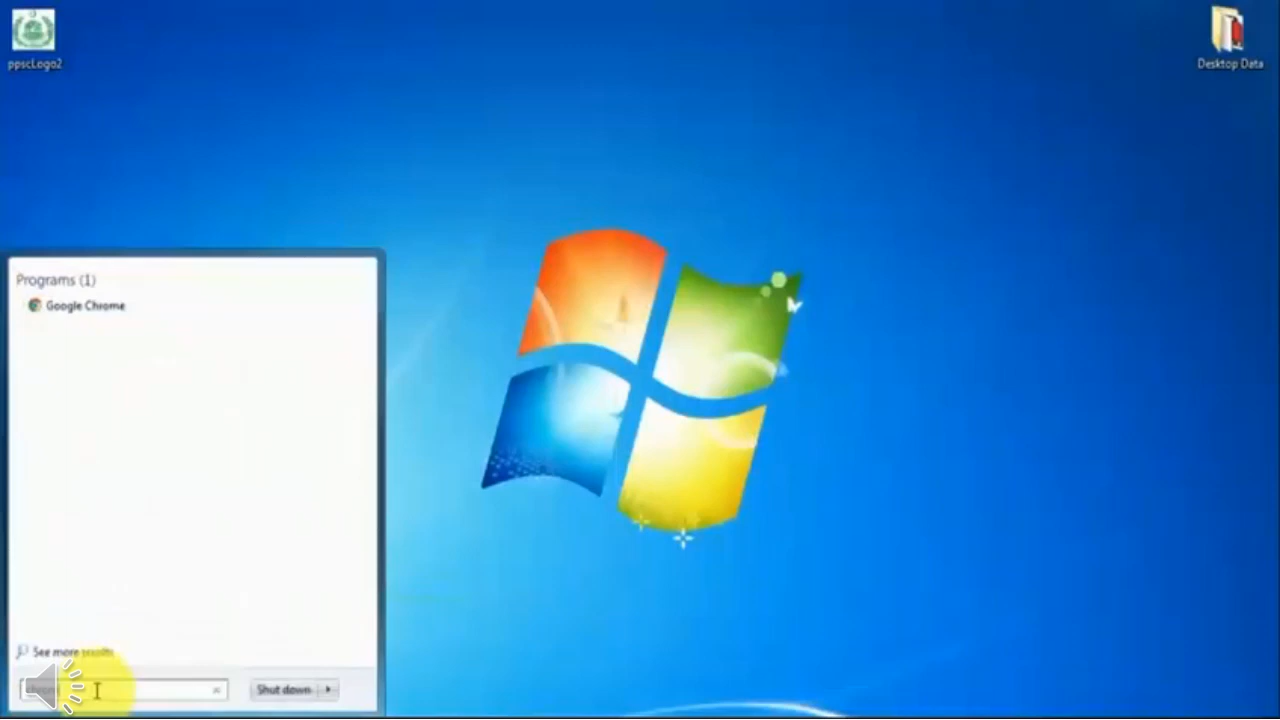 ppscLogo2
Desktop Data
Programs (1)
Google Chrome
See more results
Shut down